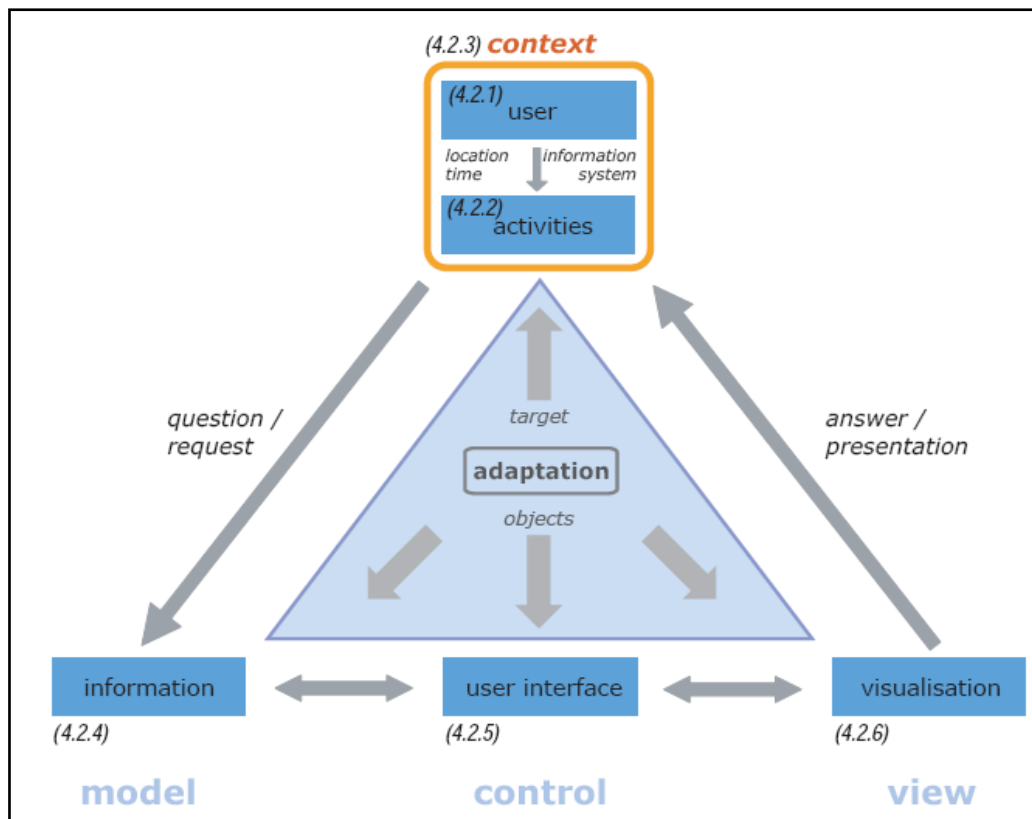 (4.2.3) context
(4.2.1)
user
location
time
information
system
(4.2.2)
activities
question /
request
answer /
presentation
target
adaptation
objects
information
user interface
visualisation
(4.2.4)
(4.2.5)
(4.2.6)
model
control
view